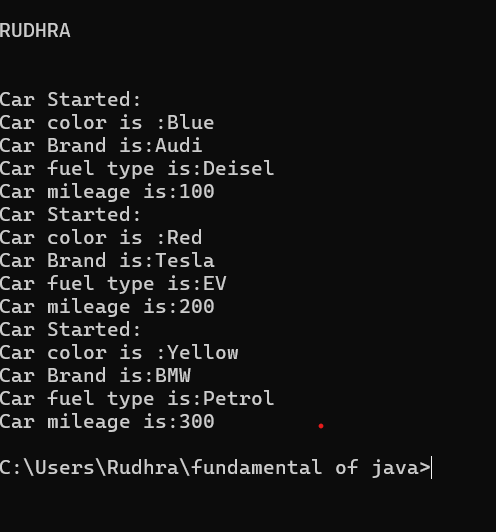 RUDHRA
Car Started:
Car color is :Blue
Car Brand is:Audi
Car fuel type is:Deisel
Car mileage is:100
Car Started:
Car color is :Red
Car Brand is:Tesla
Car fuel type is:EV
Car mileage is:200
Car Started:
Car color is :Yellow
Car Brand is:BMW
Car fuel type is:Petrol
Car mileage is:300
C:\Users\Rudhra\fundamental of java>